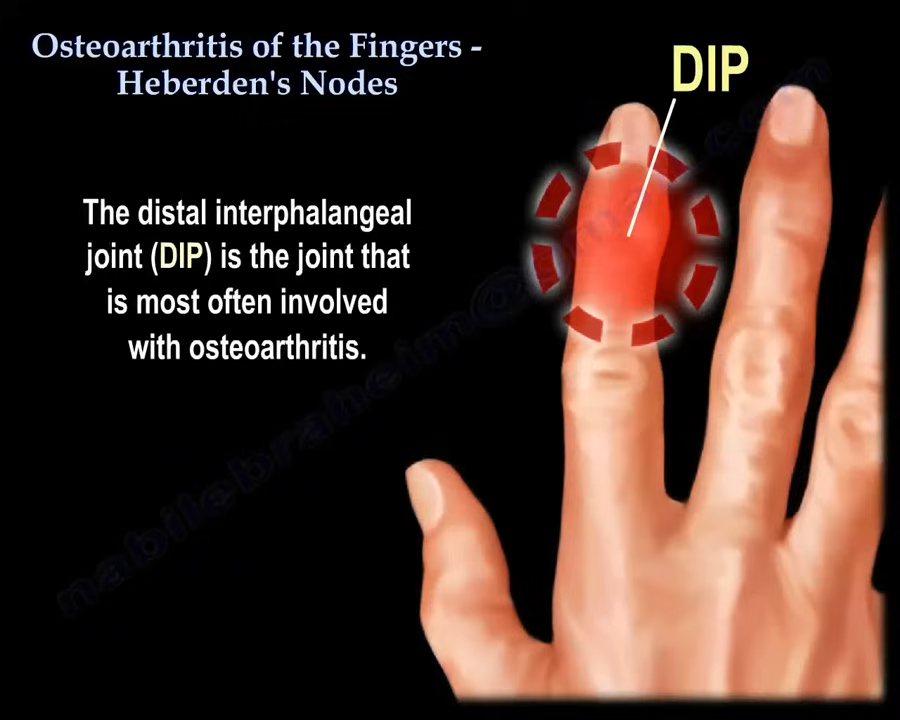 Osteoarthritis of the Fingers -
Heberden's Nodes
DIP
The distal interphalangeal
joint (DIP) is the joint that
is most often involved
with osteoarthritis.